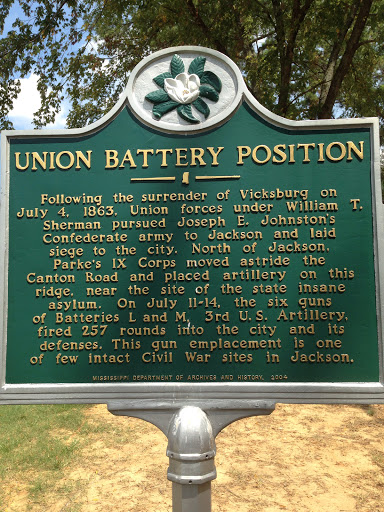 UNION BATTERY POSITION
Following the surrender of Vicksburg on
July 4, 1863, Union forces under William T.
Sherman pursued Joseph E. Johnston's
Confederate army to Jackson and laid
siege to the city. North of Jackson,
Parke's IX Corps moved astride the
Canton Road and placed artillery on this
ridge, near the site of the state insane
asylum. On July 11-14, the six guns
of Batteries L and M, 3rd U.S. Artillery,
fired 257 rounds into the city and its
defenses. This gun emplacement is one
of few intact Civil War sites in Jackson.
MISSISSIPPI DEPARTMENT OF ARCHIVES AND HISTORY, 2004